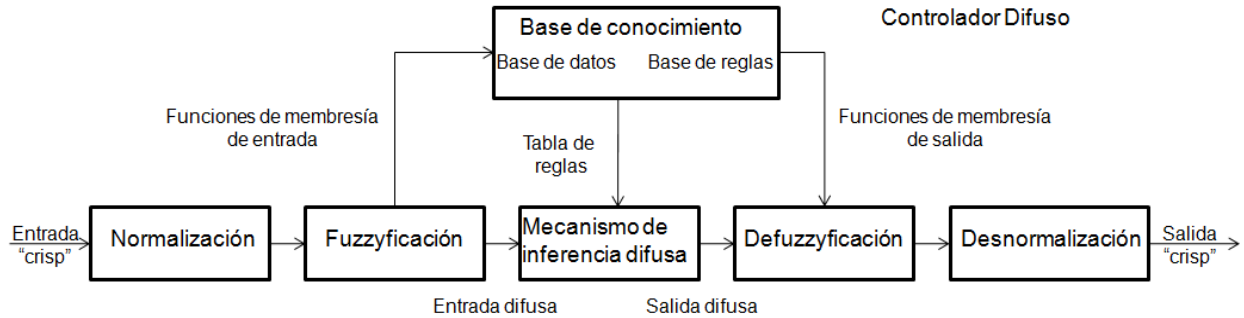 Controlador Difuso
Base de conocimiento
Base de datos
Base de reglas
Funciones de membresía
de entrada
Tabla de
reglas
Funciones de membresía
de salida
Entrada
“crisp”
Normalización
Fuzzyficación
Mecanismo de
inferencia difusa
Defuzzyficación
Desnormalización
Salida
“crisp”
Entrada difusa
Salida difusa